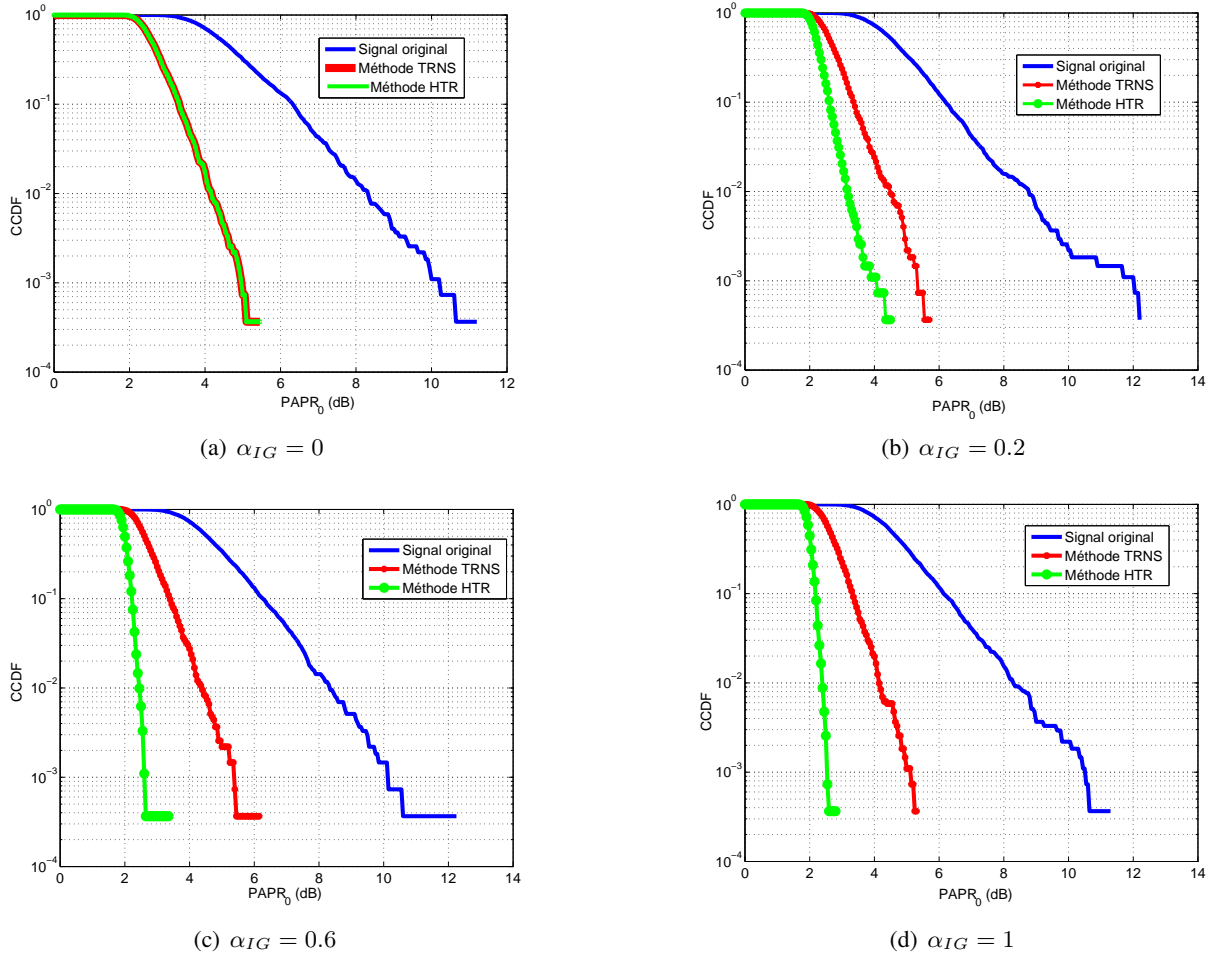 10^0
10^-1
10^-2
10^-3
10^-4
CCDF
0 2 4 6 8 10 12
PAPR_0 (dB)
Signal original
Méthode TRNS
Méthode HTR
(a) α_IG = 0
10^0
10^-1
10^-2
10^-3
10^-4
CCDF
0 2 4 6 8 10 12 14
PAPR_0 (dB)
Signal original
Méthode TRNS
Méthode HTR
(b) α_IG = 0.2
10^0
10^-1
10^-2
10^-3
10^-4
CCDF
0 2 4 6 8 10 12 14
PAPR_0 (dB)
Signal original
Méthode TRNS
Méthode HTR
(c) α_IG = 0.6
10^0
10^-1
10^-2
10^-3
10^-4
CCDF
0 2 4 6 8 10 12 14
PAPR_0 (dB)
Signal original
Méthode TRNS
Méthode HTR
(d) α_IG = 1